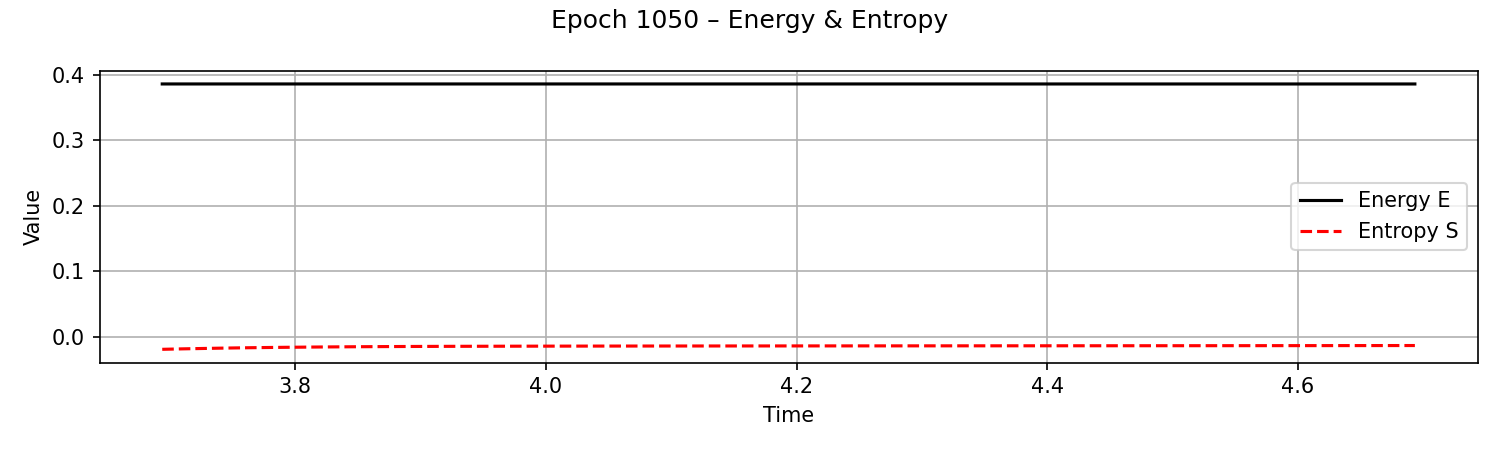 Epoch 1050 – Energy & Entropy
0.4
0.3
0.2
0.1
0.0
Value
Energy E
Entropy S
3.8 4.0 4.2 4.4 4.6
Time